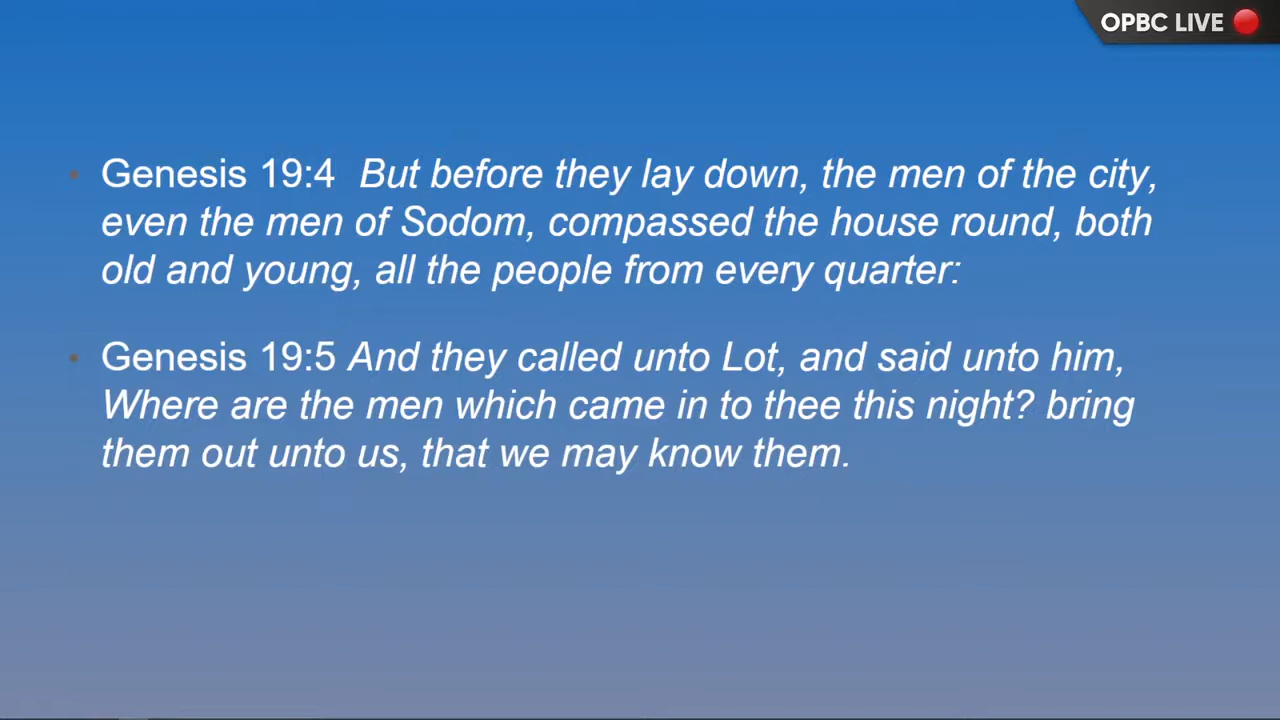 OPBC LIVE
• Genesis 19:4 But before they lay down, the men of the city,
even the men of Sodom, compassed the house round, both
old and young, all the people from every quarter:
• Genesis 19:5 And they called unto Lot, and said unto him,
Where are the men which came in to thee this night? bring
them out unto us, that we may know them.